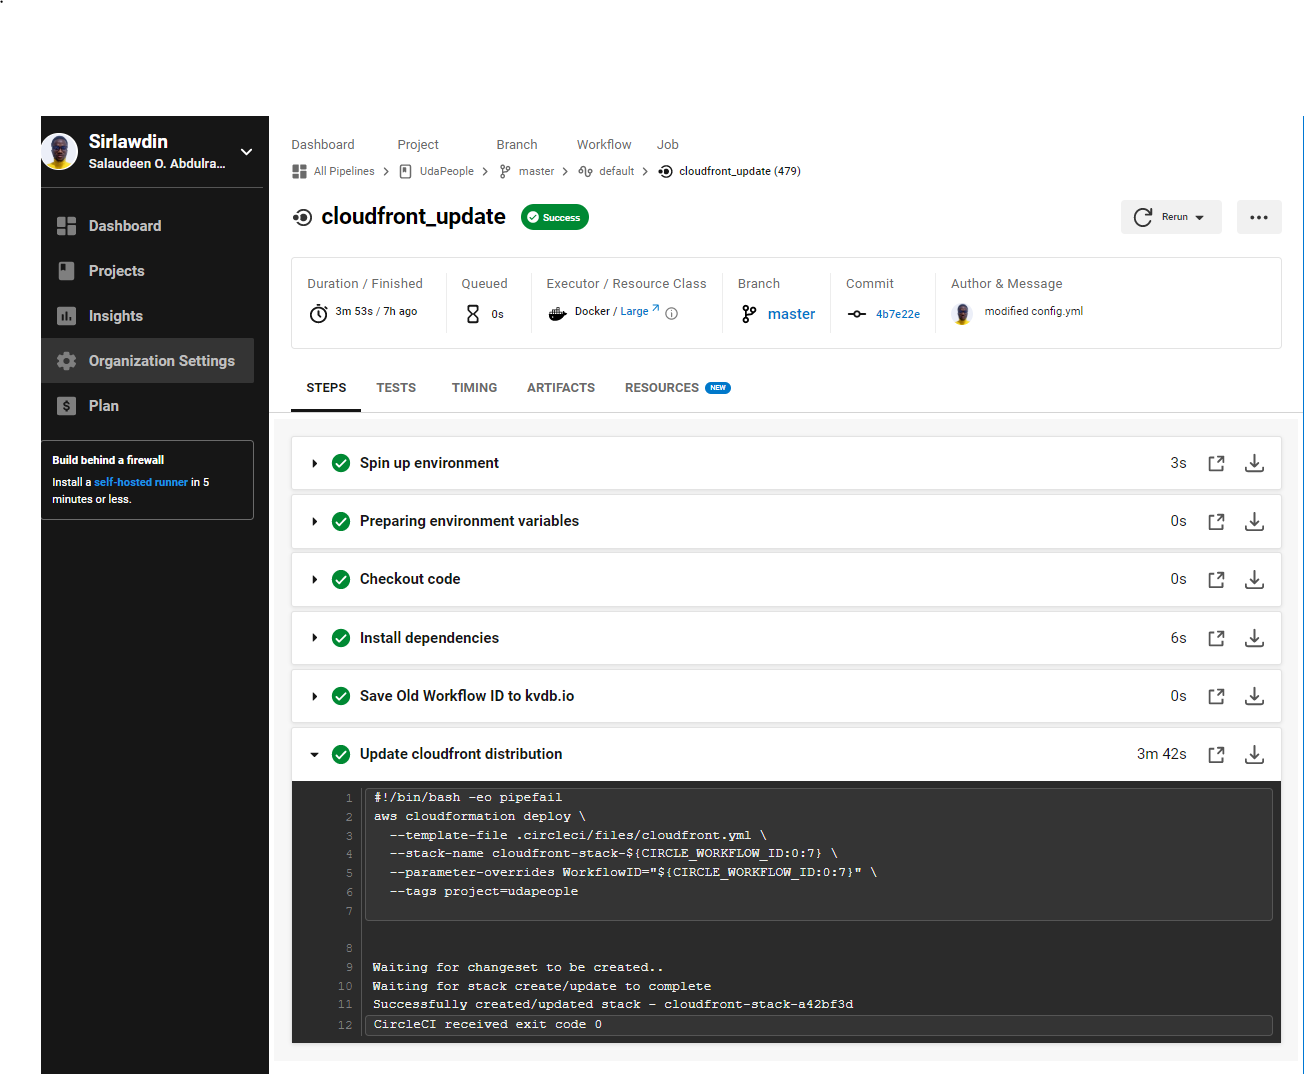 Sirlawdin
Salaudeen O. Abdulra...
Dashboard
Projects
Insights
Organization Settings
Plan
Build behind a firewall
Install a self-hosted runner in 5
minutes or less.
Dashboard Project Branch Workflow Job
All Pipelines UdaPeople master default cloudfront_update (479)
cloudfront_update Success Rerun
Duration / Finished Queued Executor / Resource Class Branch Commit Author & Message
3m 53s / 7h ago 0s Docker / Large master 4b7e22e modified config.yml
STEPS TESTS TIMING ARTIFACTS RESOURCES NEW
Spin up environment 3s
Preparing environment variables 0s
Checkout code 0s
Install dependencies 6s
Save Old Workflow ID to kvdb.io 0s
Update cloudfront distribution 3m 42s
1 #!/bin/bash -eo pipefail
2 aws cloudformation deploy \
3 --template-file .circleci/files/cloudfront.yml \
4 --stack-name cloudfront-stack-${CIRCLE_WORKFLOW_ID:0:7} \
5 --parameter-overrides WorkflowID="${CIRCLE_WORKFLOW_ID:0:7}" \
6 --tags project=udapeople
7
8
9 Waiting for changeset to be created..
10 Waiting for stack create/update to complete
11 Successfully created/updated stack - cloudfront-stack-a42bf3d
12 CircleCI received exit code 0